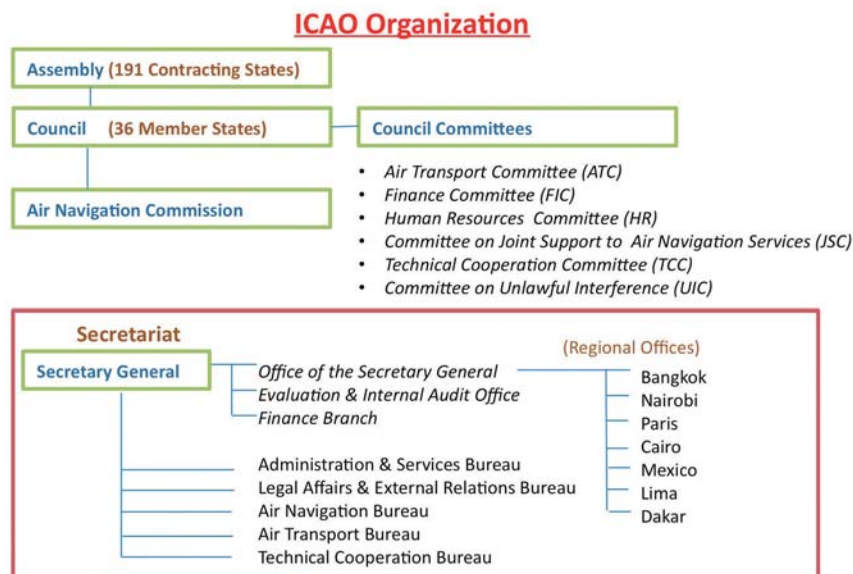 ICAO Organization
Assembly (191 Contracting States)
Council (36 Member States)
Council Committees
Air Navigation Commission
• Air Transport Committee (ATC)
• Finance Committee (FIC)
• Human Resources Committee (HR)
• Committee on Joint Support to Air Navigation Services (JSC)
• Technical Cooperation Committee (TCC)
• Committee on Unlawful Interference (UIC)
Secretariat
Secretary General
Office of the Secretary General
Evaluation & Internal Audit Office
Finance Branch
(Regional Offices)
Bangkok
Nairobi
Paris
Cairo
Mexico
Lima
Dakar
Administration & Services Bureau
Legal Affairs & External Relations Bureau
Air Navigation Bureau
Air Transport Bureau
Technical Cooperation Bureau